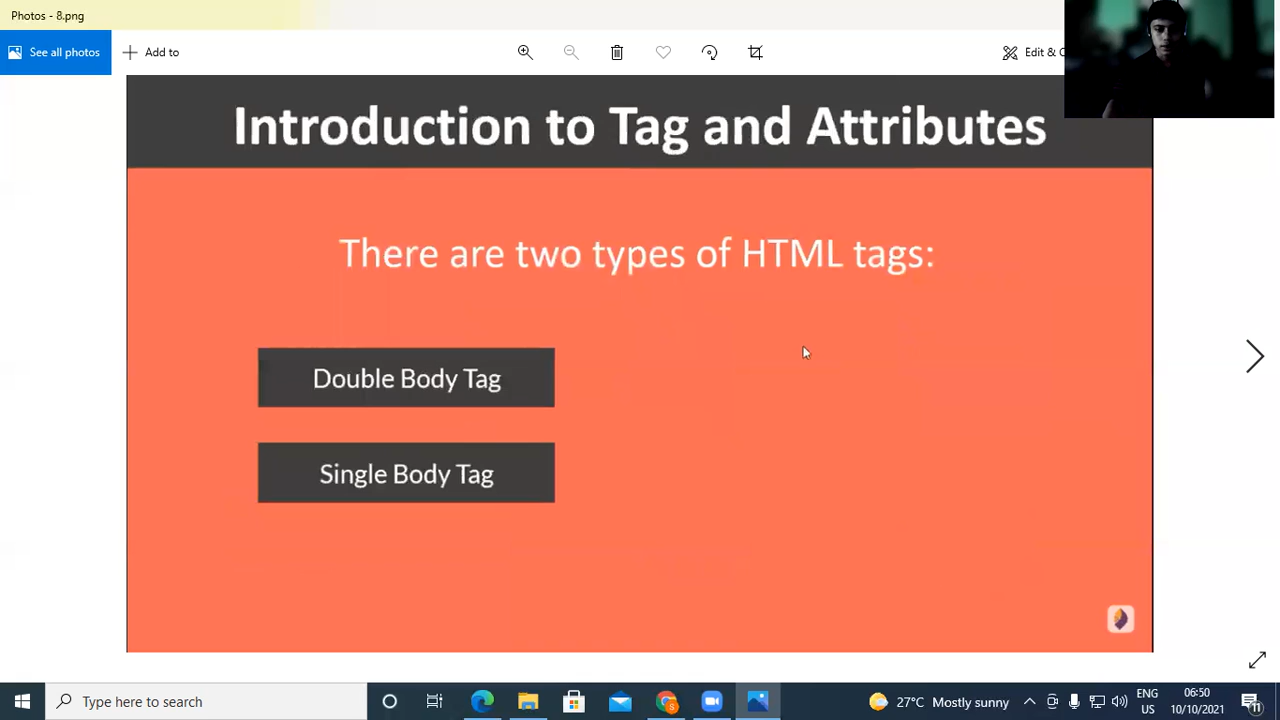 Photos - 8.png
See all photos
Add to
Edit & C
Introduction to Tag and Attributes
There are two types of HTML tags:
Double Body Tag
Single Body Tag
Type here to search
27°C Mostly sunny
ENG
US
06:50
10/10/2021
11